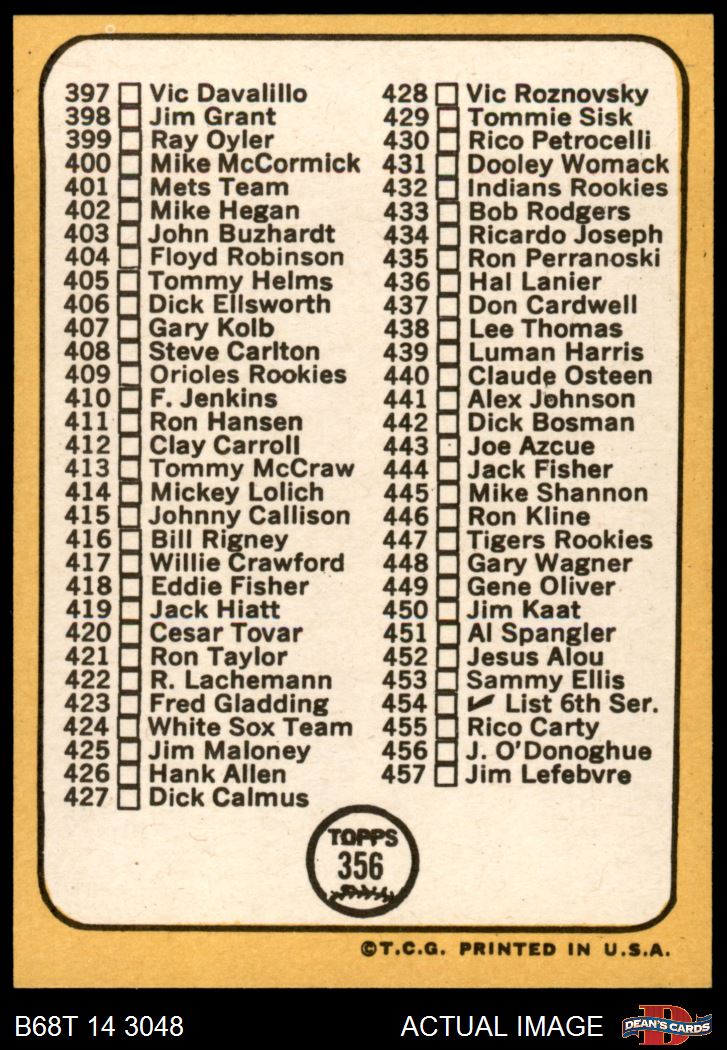 397 Vic Davalillo
398 Jim Grant
399 Ray Oyler
400 Mike McCormick
401 Mets Team
402 Mike Hegan
403 John Buzhardt
404 Floyd Robinson
405 Tommy Helms
406 Dick Ellsworth
407 Gary Kolb
408 Steve Carlton
409 Orioles Rookies
410 F. Jenkins
411 Ron Hansen
412 Clay Carroll
413 Tommy McCraw
414 Mickey Lolich
415 Johnny Callison
416 Bill Rigney
417 Willie Crawford
418 Eddie Fisher
419 Jack Hiatt
420 Cesar Tovar
421 Ron Taylor
422 R. Lachemann
423 Fred Gladding
424 White Sox Team
425 Jim Maloney
426 Hank Allen
427 Dick Calmus
428 Vic Roznovsky
429 Tommie Sisk
430 Rico Petrocelli
431 Dooley Womack
432 Indians Rookies
433 Bob Rodgers
434 Ricardo Joseph
435 Ron Perranoski
436 Hal Lanier
437 Don Cardwell
438 Lee Thomas
439 Luman Harris
440 Claude Osteen
441 Alex Johnson
442 Dick Bosman
443 Joe Azcue
444 Jack Fisher
445 Mike Shannon
446 Ron Kline
447 Tigers Rookies
448 Gary Wagner
449 Gene Oliver
450 Jim Kaat
451 Al Spangler
452 Jesus Alou
453 Sammy Ellis
454 ✔ List 6th Ser.
455 Rico Carty
456 J. O'Donoghue
457 Jim Lefebvre
TOPPS
356
©T.C.G. PRINTED IN U.S.A.
B68T 14 3048
ACTUAL IMAGE
D
DEAN'S CARDS